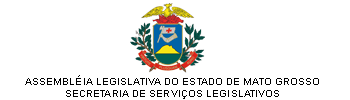 ASSEMBLÉIA LEGISLATIVA DO ESTADO DE MATO GROSSO
SECRETARIA DE SERVIÇOS LEGISLATIVOS